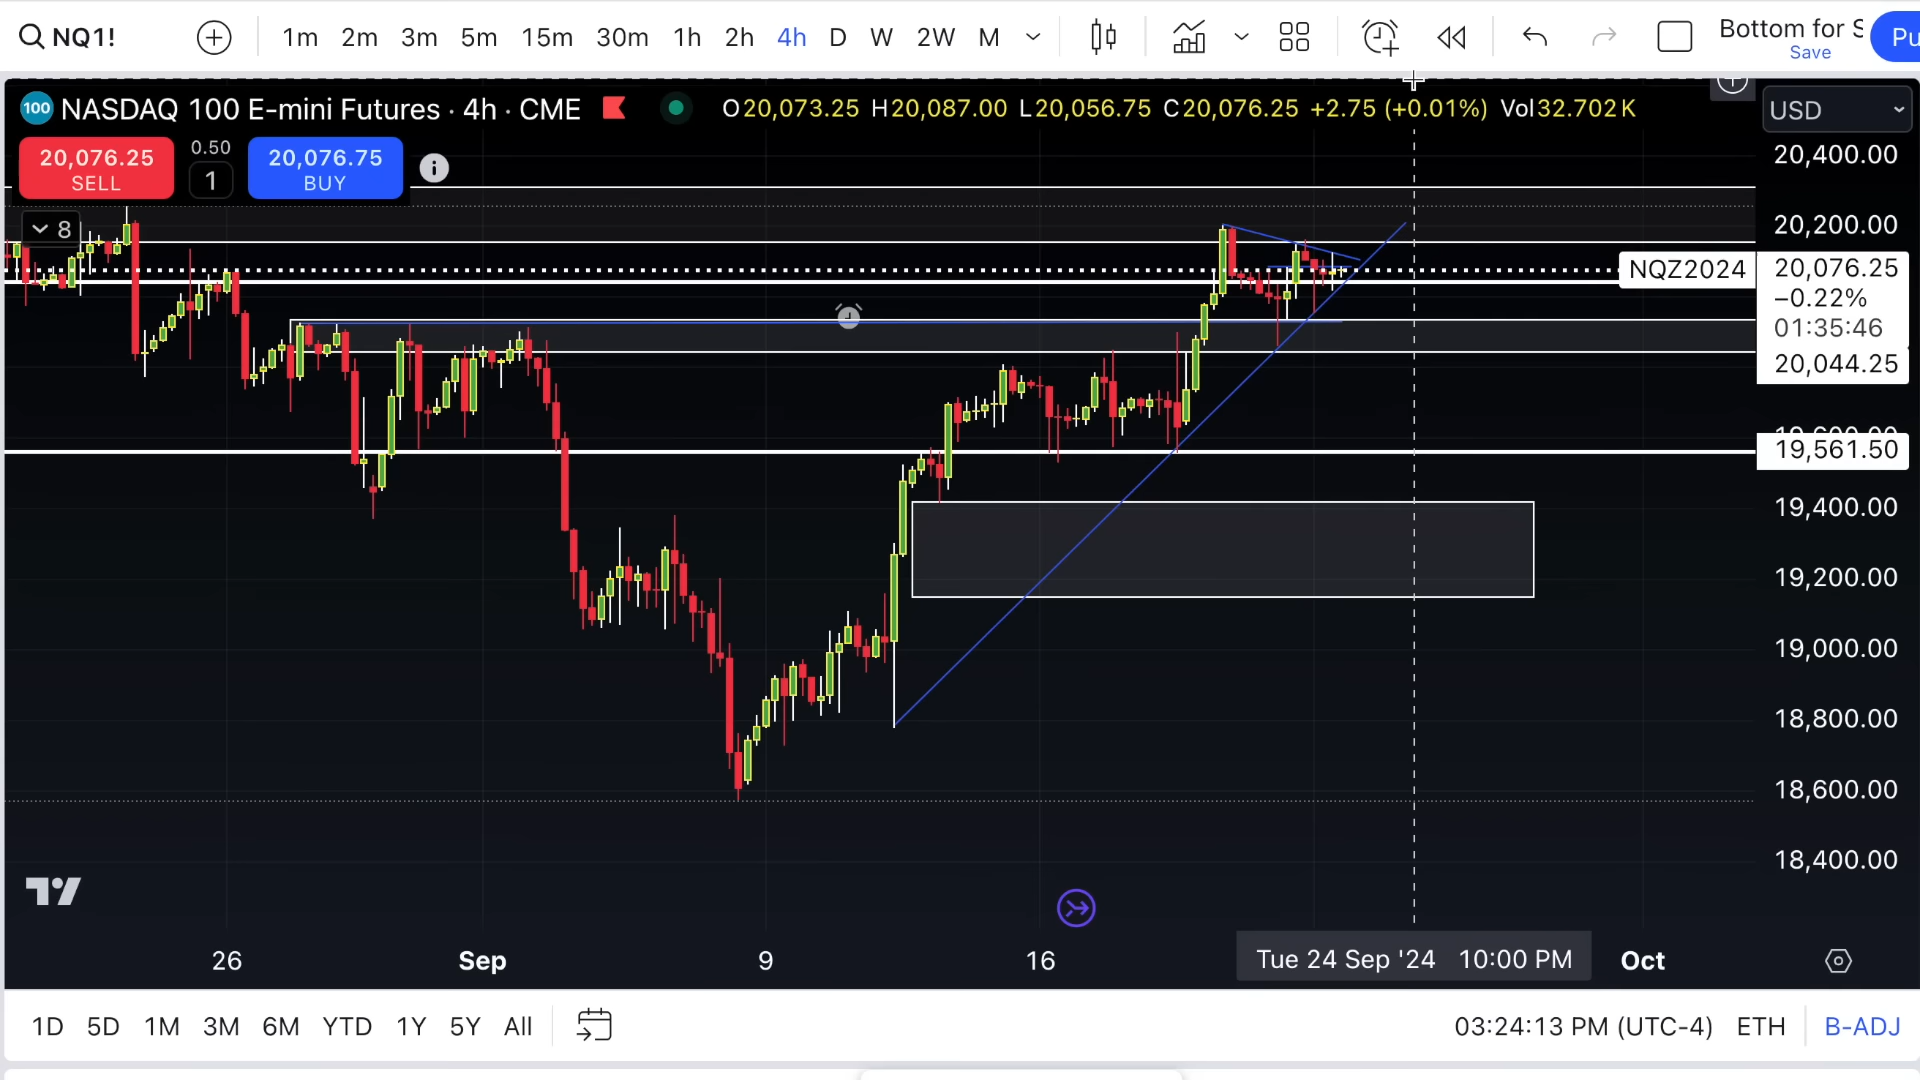 NQ1! 1m 2m 3m 5m 15m 30m 1h 2h 4h D W 2W M Bottom for S
Save
Pu
100 NASDAQ 100 E-mini Futures · 4h · CME O20,073.25 H20,087.00 L20,056.75 C20,076.25 +2.75 (+0.01%) Vol32.702K
USD
20,076.25
SELL
0.50
1
20,076.75
BUY
8
20,400.00
20,200.00
NQZ2024 20,076.25
−0.22%
01:35:46
20,044.25
19,561.50
19,400.00
19,200.00
19,000.00
18,800.00
18,600.00
18,400.00
26 Sep 9 16 Tue 24 Sep '24 10:00 PM Oct
1D 5D 1M 3M 6M YTD 1Y 5Y All 03:24:13 PM (UTC-4) ETH B-ADJ